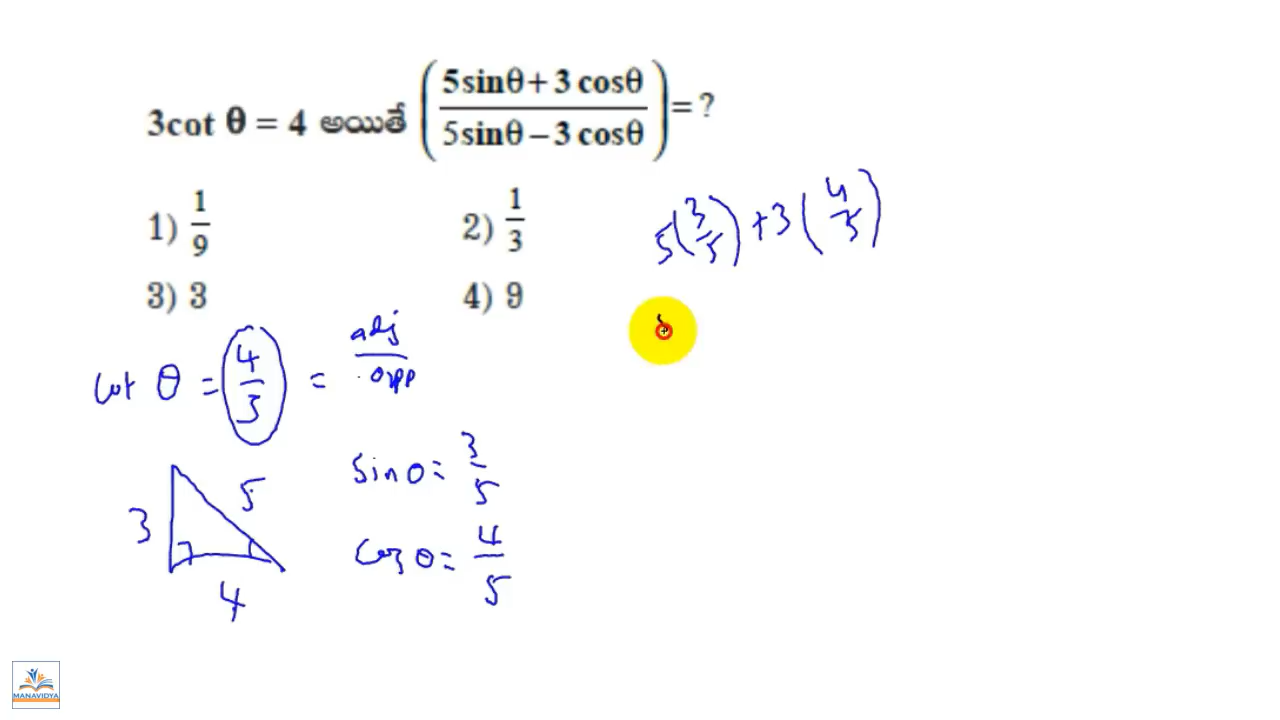 3cot θ = 4 అయితే (5sinθ + 3 cosθ / 5sinθ – 3 cosθ) = ?
1) 1/9 2) 1/3
3) 3 4) 9
5(3/5) + 3(4/5)
cot θ = 4/3 = adj/opp
3 5 4
sin θ = 3/5
cos θ = 4/5
MANAVIDYA